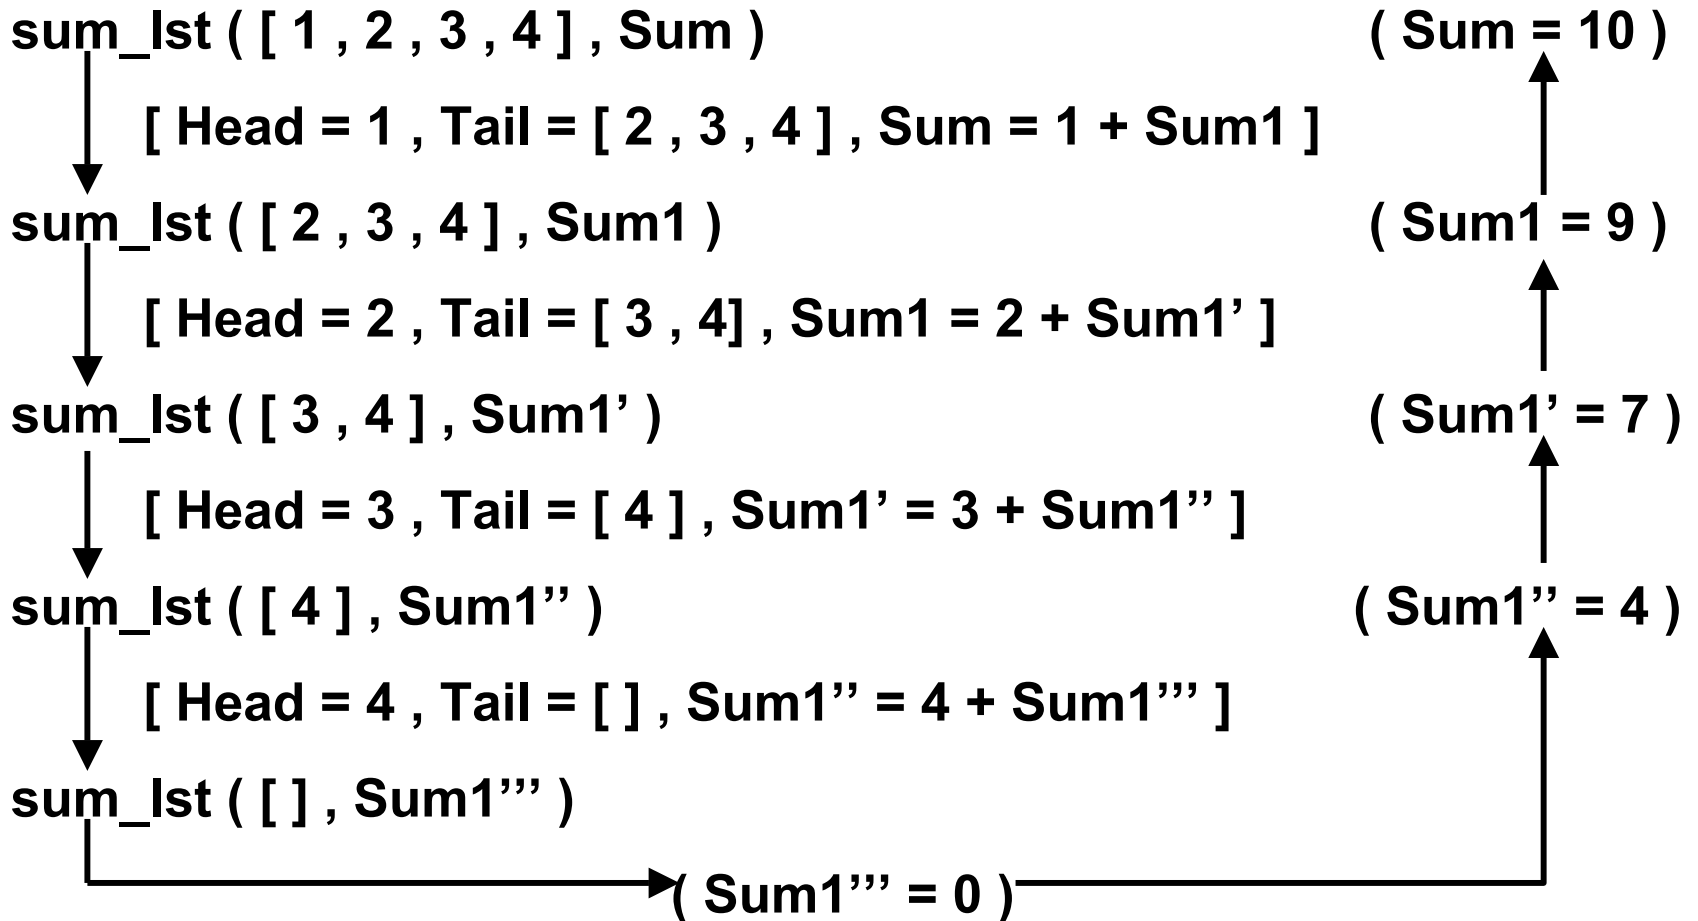 sum_lst ( [ 1 , 2 , 3 , 4 ] , Sum ) ( Sum = 10 )
[ Head = 1 , Tail = [ 2 , 3 , 4 ] , Sum = 1 + Sum1 ]
sum_lst ( [ 2 , 3 , 4 ] , Sum1 ) ( Sum1 = 9 )
[ Head = 2 , Tail = [ 3 , 4] , Sum1 = 2 + Sum1’ ]
sum_lst ( [ 3 , 4 ] , Sum1’ ) ( Sum1’ = 7 )
[ Head = 3 , Tail = [ 4 ] , Sum1’ = 3 + Sum1’’ ]
sum_lst ( [ 4 ] , Sum1’’ ) ( Sum1’’ = 4 )
[ Head = 4 , Tail = [ ] , Sum1’’ = 4 + Sum1’’’ ]
sum_lst ( [ ] , Sum1’’’ )
( Sum1’’’ = 0 )